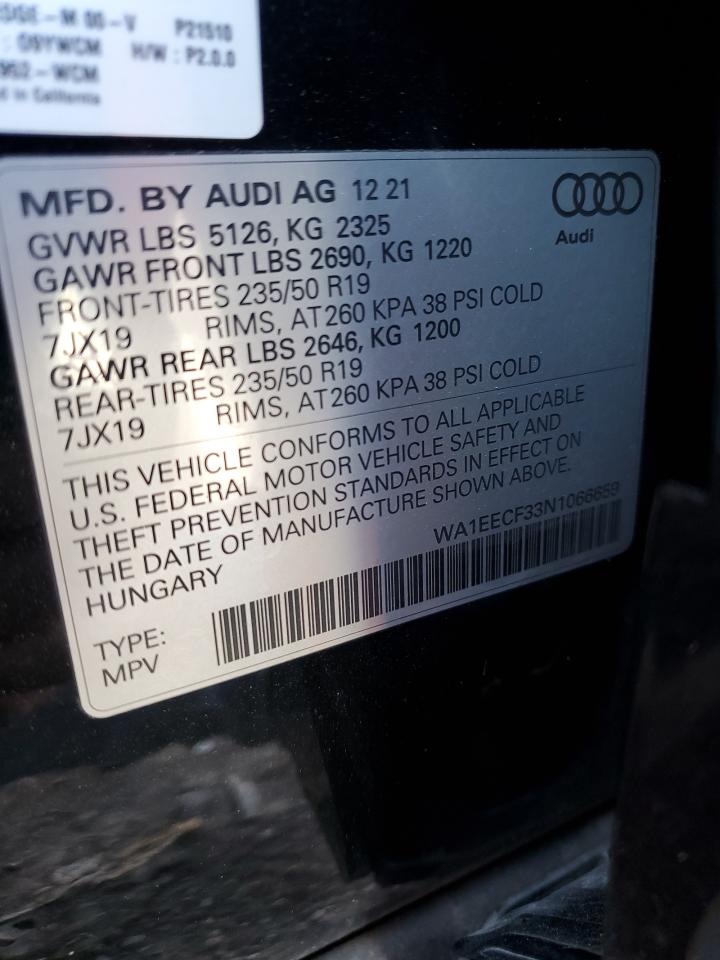 P21510
H/W : P2.0.0
MFD. BY AUDI AG 12 21
Audi
GVWR LBS 5126, KG 2325
GAWR FRONT LBS 2690, KG 1220
FRONT-TIRES 235/50 R19
7JX19 RIMS, AT 260 KPA 38 PSI COLD
GAWR REAR LBS 2646, KG 1200
REAR-TIRES 235/50 R19
7JX19 RIMS, AT 260 KPA 38 PSI COLD
THIS VEHICLE CONFORMS TO ALL APPLICABLE
U.S. FEDERAL MOTOR VEHICLE SAFETY AND
THEFT PREVENTION STANDARDS IN EFFECT ON
THE DATE OF MANUFACTURE SHOWN ABOVE.
HUNGARY WA1EECF33N1066659
TYPE:
MPV